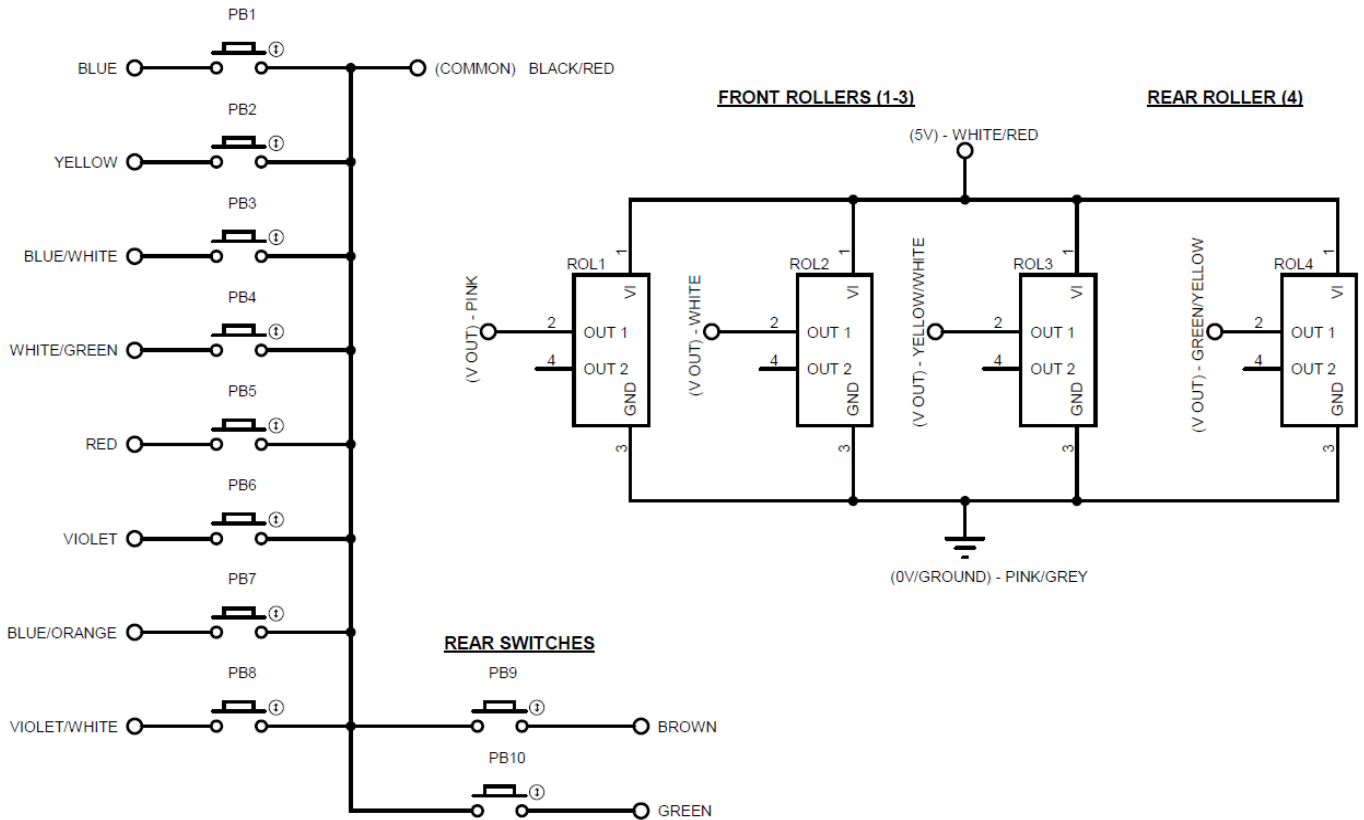 PB1
BLUE
(COMMON) BLACK/RED
PB2
YELLOW
PB3
BLUE/WHITE
PB4
WHITE/GREEN
PB5
RED
PB6
VIOLET
PB7
BLUE/ORANGE
PB8
VIOLET/WHITE
REAR SWITCHES
PB9
BROWN
PB10
GREEN
FRONT ROLLERS (1-3)
REAR ROLLER (4)
(5V) - WHITE/RED
(V OUT) - PINK
ROL1
1
VI
2
OUT 1
4
OUT 2
GND
3
(V OUT) - WHITE
ROL2
1
VI
2
OUT 1
4
OUT 2
GND
3
(V OUT) - YELLOW/WHITE
ROL3
1
VI
2
OUT 1
4
OUT 2
GND
3
(V OUT) - GREEN/YELLOW
ROL4
1
VI
2
OUT 1
4
OUT 2
GND
3
(0V/GROUND) - PINK/GREY